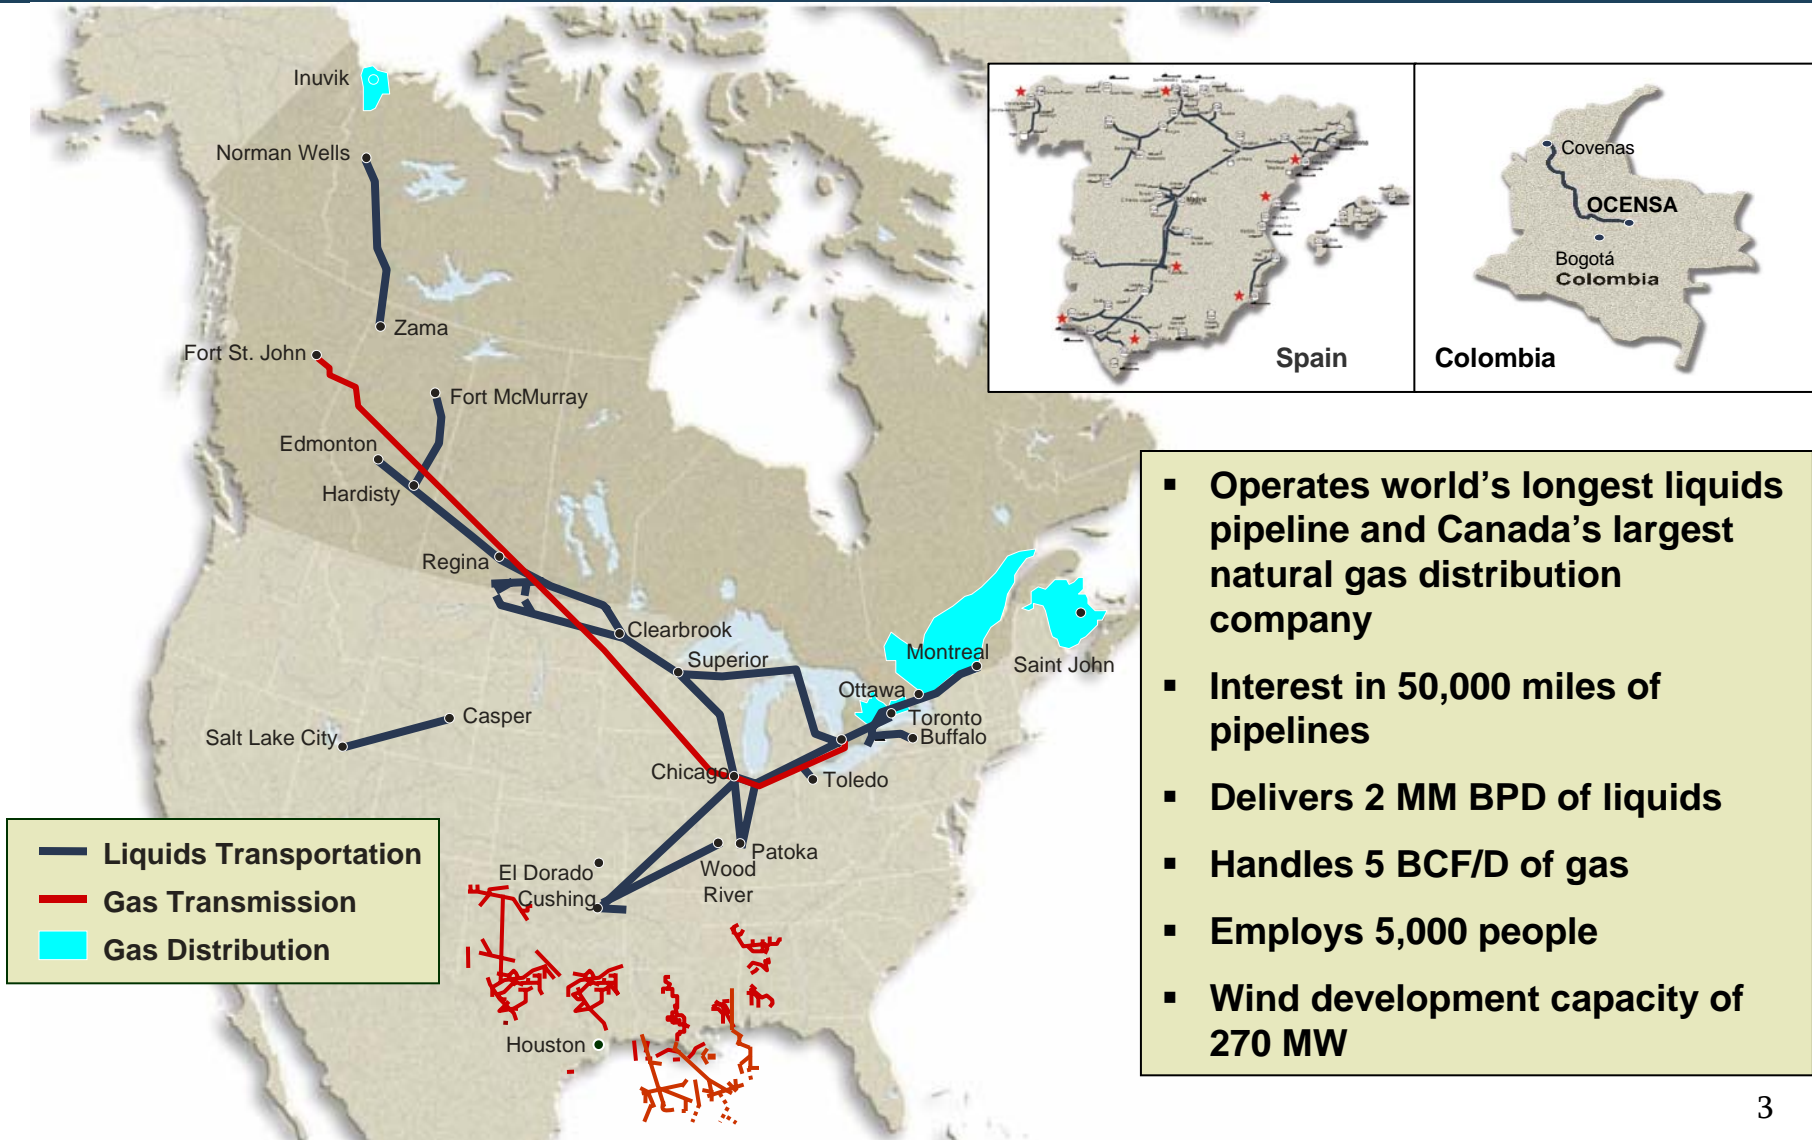 Inuvik
Norman Wells
Zama
Fort St. John
Fort McMurray
Edmonton
Hardisty
Regina
Clearbrook
Superior
Montreal
Saint John
Ottawa
Toronto
Buffalo
Casper
Salt Lake City
Chicago
Toledo
Patoka
Wood
River
El Dorado
Cushing
Houston
Liquids Transportation
Gas Transmission
Gas Distribution
Madrid
Spain
Covenas
OCENSA
Bogotá
Colombia
Colombia
▪ Operates world’s longest liquids
pipeline and Canada’s largest
natural gas distribution
company
▪ Interest in 50,000 miles of
pipelines
▪ Delivers 2 MM BPD of liquids
▪ Handles 5 BCF/D of gas
▪ Employs 5,000 people
▪ Wind development capacity of
270 MW
3